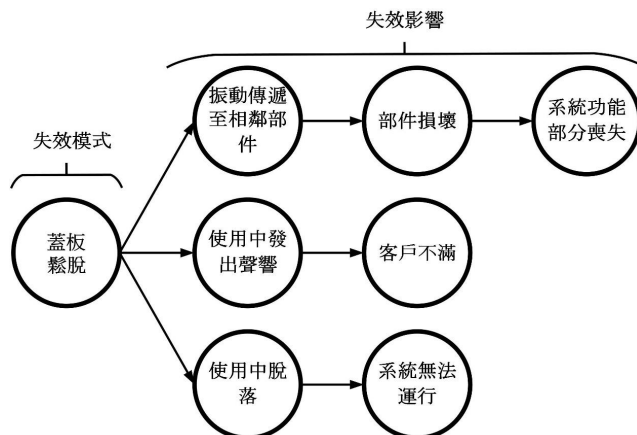 失效影響
失效模式
蓋板
鬆脫
振動傳遞
至相鄰部
件
部件損壞
系統功能
部分喪失
使用中發
出聲響
客戶不滿
使用中脫
落
系統無法
運行